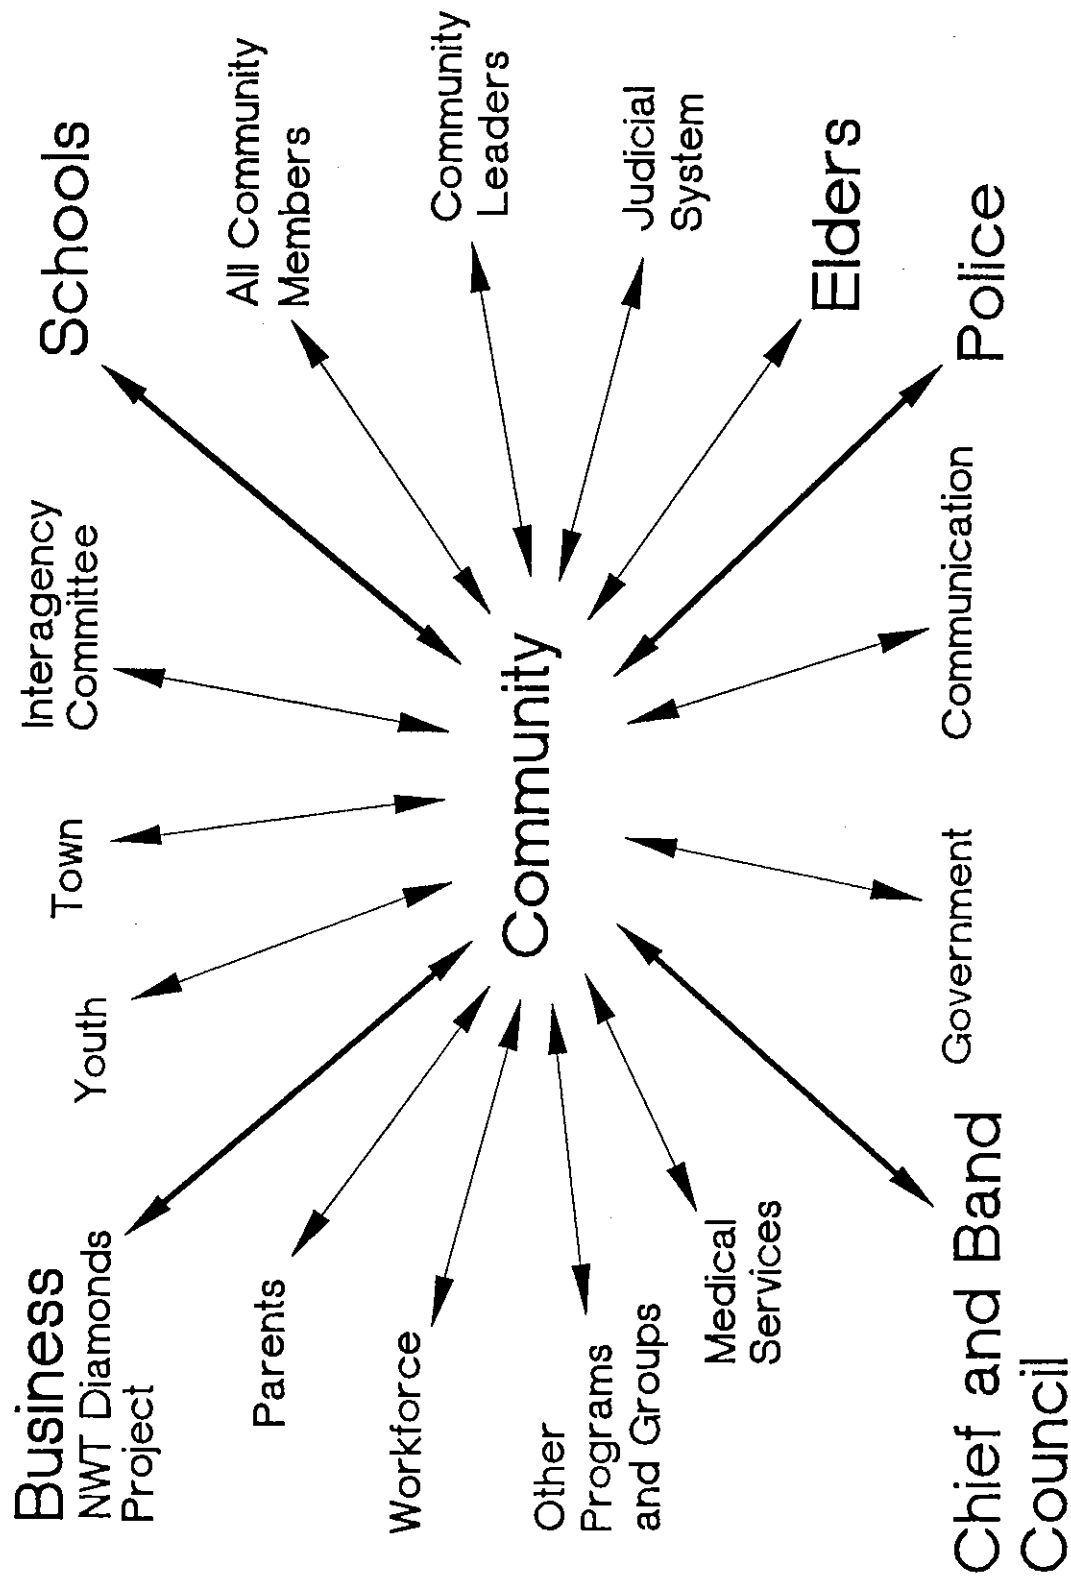 Business
NWT Diamonds
Project
Youth
Town
Interagency
Committee
Schools
Parents
All Community
Members
Workforce
Community
Leaders
Community
Other
Programs
and Groups
Judicial
System
Medical
Services
Elders
Chief and Band
Council
Government
Communication
Police